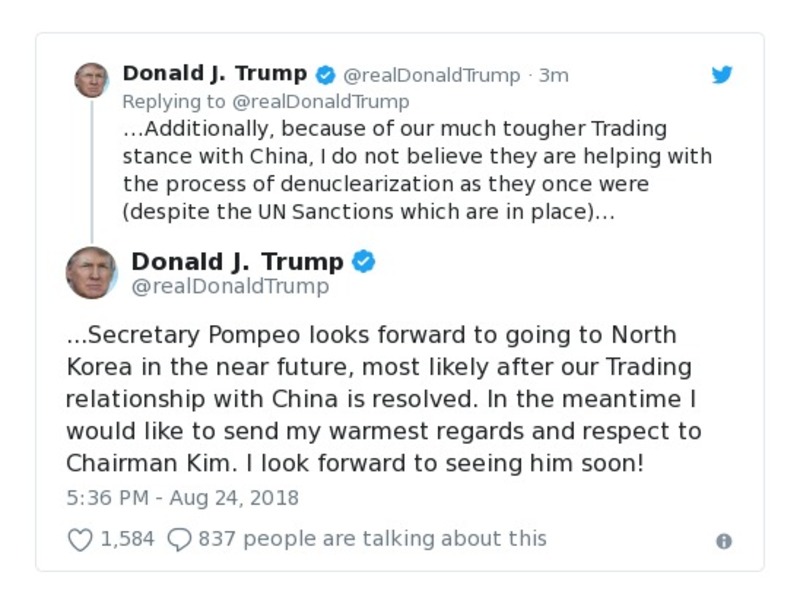 Donald J. Trump @realDonaldTrump · 3m
Replying to @realDonaldTrump
...Additionally, because of our much tougher Trading
stance with China, I do not believe they are helping with
the process of denuclearization as they once were
(despite the UN Sanctions which are in place)...
Donald J. Trump
@realDonaldTrump
...Secretary Pompeo looks forward to going to North
Korea in the near future, most likely after our Trading
relationship with China is resolved. In the meantime I
would like to send my warmest regards and respect to
Chairman Kim. I look forward to seeing him soon!
5:36 PM - Aug 24, 2018
1,584 837 people are talking about this